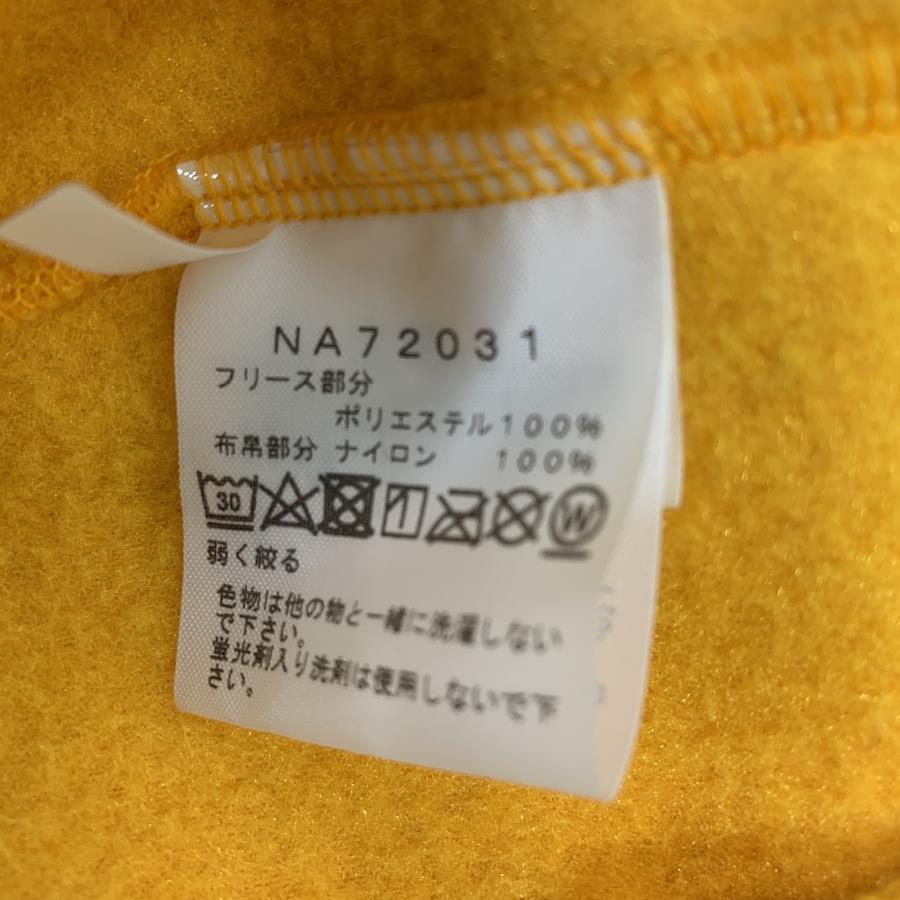 NA72031
フリース部分
ポリエステル100%
布帛部分 ナイロン 100%
30 W
弱く絞る
色物は他の物と一緒に洗濯しない
で下さい。
蛍光剤入り洗剤は使用しないで下
さい。